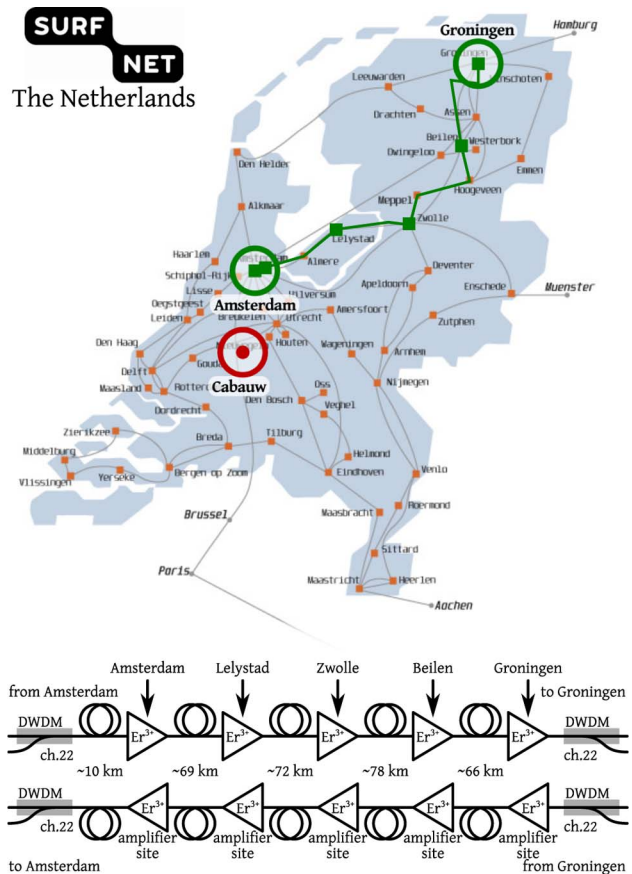 SURF
NET
The Netherlands
Groningen
Hamburg
Groningen
Leeuwarden
Drachten
Assen
Beilen
Westerbork
Dwingeloo
Emmen
Den Helder
Hoogeveen
Meppel
Alkmaar
Zwolle
Lelystad
Haarlem
Almere
Schiphol-Rijk
Deventer
Lisse
Apeldoorn
Enschede
Muenster
Hilversum
Oegstgeest
Amsterdam
Amersfoort
Leiden
Breukelen
Utrecht
Zutphen
Den Haag
Houten
Wageningen
Arnhem
Gouda
Delft
Cabauw
Oss
Nijmegen
Maasland
Rotter
Den Bosch
Veghel
Dordrecht
Zierikzee
Breda
Tilburg
Middelburg
Helmond
Vlissingen
Yerseke
Bergen op Zoom
Eindhoven
Venlo
Brussel
Maasbracht
Roermond
Sittard
Paris
Maastricht
Heerlen
Aachen
Amsterdam Lelystad Zwolle Beilen Groningen
from Amsterdam to Groningen
DWDM Er³⁺ Er³⁺ Er³⁺ Er³⁺ Er³⁺ DWDM
ch.22 ch.22
~10 km ~69 km ~72 km ~78 km ~66 km
DWDM Er³⁺ Er³⁺ Er³⁺ Er³⁺ Er³⁺ DWDM
ch.22 ch.22
amplifier site amplifier site amplifier site amplifier site amplifier site
to Amsterdam from Groningen